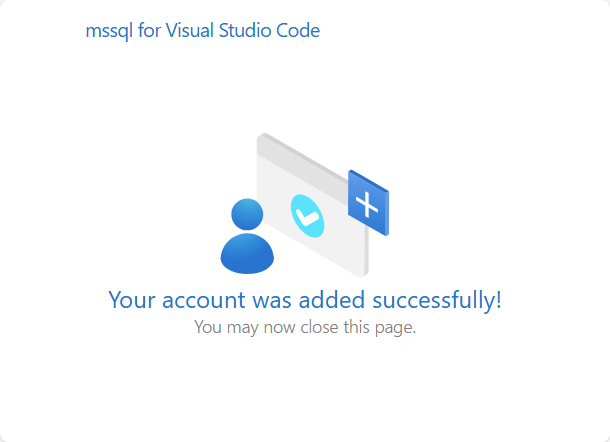 mssql for Visual Studio Code
Your account was added successfully!
You may now close this page.